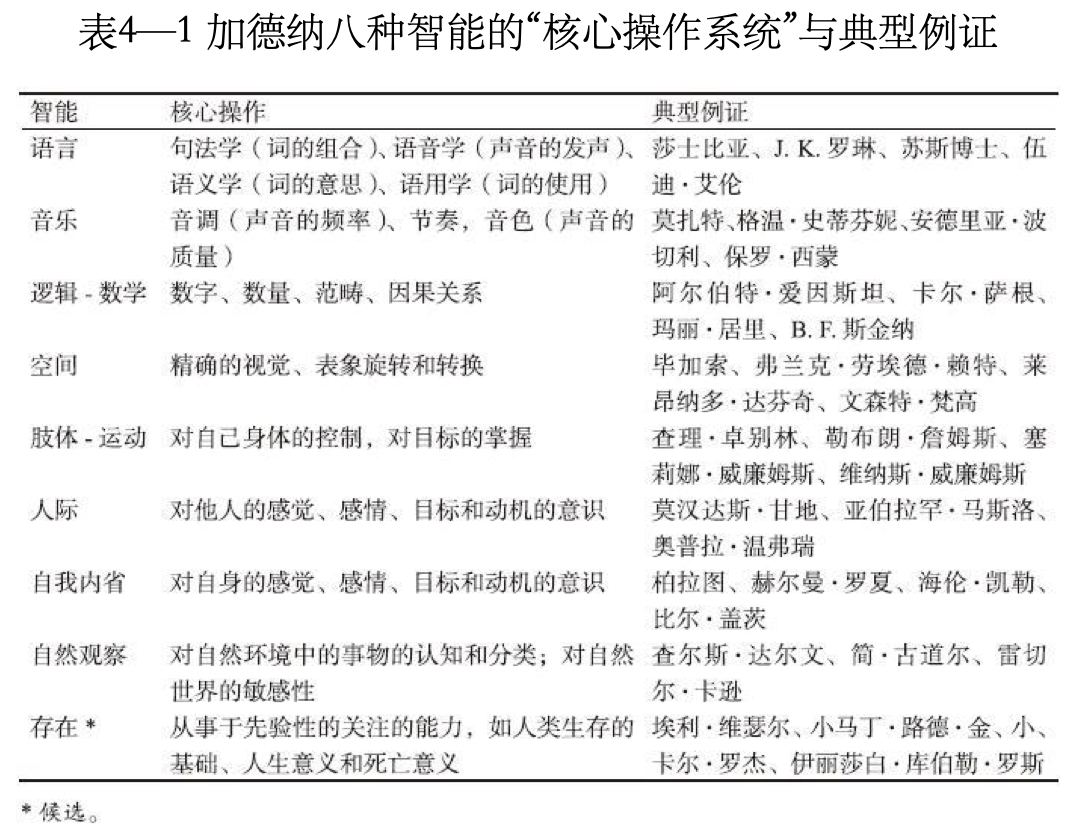 表4—1 加德纳八种智能的“核心操作系统”与典型例证
智能 核心操作 典型例证
语言 句法学（词的组合）、语音学（声音的发声）、 莎士比亚、J. K. 罗琳、苏斯博士、伍
语义学（词的意思）、语用学（词的使用） 迪·艾伦
音乐 音调（声音的频率）、节奏，音色（声音的 莫扎特、格温·史蒂芬妮、安德里亚·波
质量） 切利、保罗·西蒙
逻辑 - 数学 数字、数量、范畴、因果关系 阿尔伯特·爱因斯坦、卡尔·萨根、
玛丽·居里、B. F. 斯金纳
空间 精确的视觉、表象旋转和转换 毕加索、弗兰克·劳埃德·赖特、莱
昂纳多·达芬奇、文森特·梵高
肢体 - 运动 对自己身体的控制，对目标的掌握 查理·卓别林、勒布朗·詹姆斯、塞
莉娜·威廉姆斯、维纳斯·威廉姆斯
人际 对他人的感觉、感情、目标和动机的意识 莫汉达斯·甘地、亚伯拉罕·马斯洛、
奥普拉·温弗瑞
自我内省 对自身的感觉、感情、目标和动机的意识 柏拉图、赫尔曼·罗夏、海伦·凯勒、
比尔·盖茨
自然观察 对自然环境中的事物的认知和分类；对自然 查尔斯·达尔文、简·古道尔、雷切
世界的敏感性 尔·卡逊
存在 * 从事于先验性的关注的能力，如人类生存的 埃利·维瑟尔、小马丁·路德·金、小、
基础、人生意义和死亡意义 卡尔·罗杰、伊丽莎白·库伯勒·罗斯
* 候选。